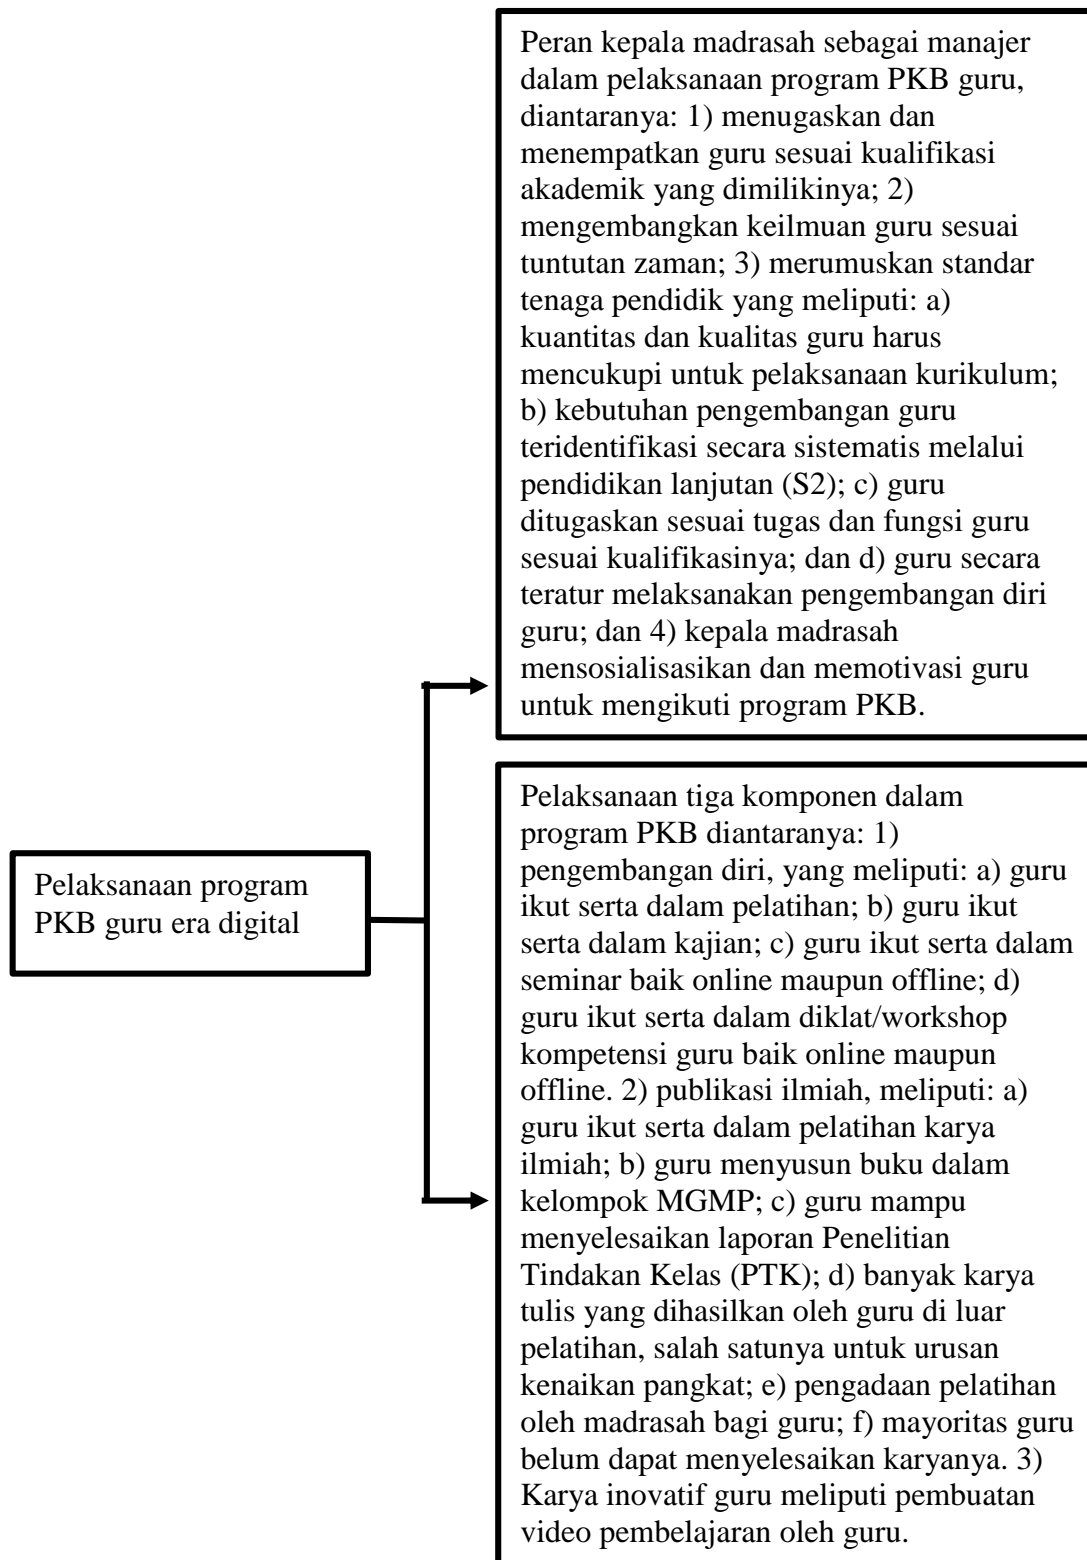 Peran kepala madrasah sebagai manajer
dalam pelaksanaan program PKB guru,
diantaranya: 1) menugaskan dan
menempatkan guru sesuai kualifikasi
akademik yang dimilikinya; 2)
mengembangkan keilmuan guru sesuai
tuntutan zaman; 3) merumuskan standar
tenaga pendidik yang meliputi: a)
kuantitas dan kualitas guru harus
mencukupi untuk pelaksanaan kurikulum;
b) kebutuhan pengembangan guru
teridentifikasi secara sistematis melalui
pendidikan lanjutan (S2); c) guru
ditugaskan sesuai tugas dan fungsi guru
sesuai kualifikasinya; dan d) guru secara
teratur melaksanakan pengembangan diri
guru; dan 4) kepala madrasah
mensosialisasikan dan memotivasi guru
untuk mengikuti program PKB.
Pelaksanaan program
PKB guru era digital
Pelaksanaan tiga komponen dalam
program PKB diantaranya: 1)
pengembangan diri, yang meliputi: a) guru
ikut serta dalam pelatihan; b) guru ikut
serta dalam kajian; c) guru ikut serta dalam
seminar baik online maupun offline; d)
guru ikut serta dalam diklat/workshop
kompetensi guru baik online maupun
offline. 2) publikasi ilmiah, meliputi: a)
guru ikut serta dalam pelatihan karya
ilmiah; b) guru menyusun buku dalam
kelompok MGMP; c) guru mampu
menyelesaikan laporan Penelitian
Tindakan Kelas (PTK); d) banyak karya
tulis yang dihasilkan oleh guru di luar
pelatihan, salah satunya untuk urusan
kenaikan pangkat; e) pengadaan pelatihan
oleh madrasah bagi guru; f) mayoritas guru
belum dapat menyelesaikan karyanya. 3)
Karya inovatif guru meliputi pembuatan
video pembelajaran oleh guru.